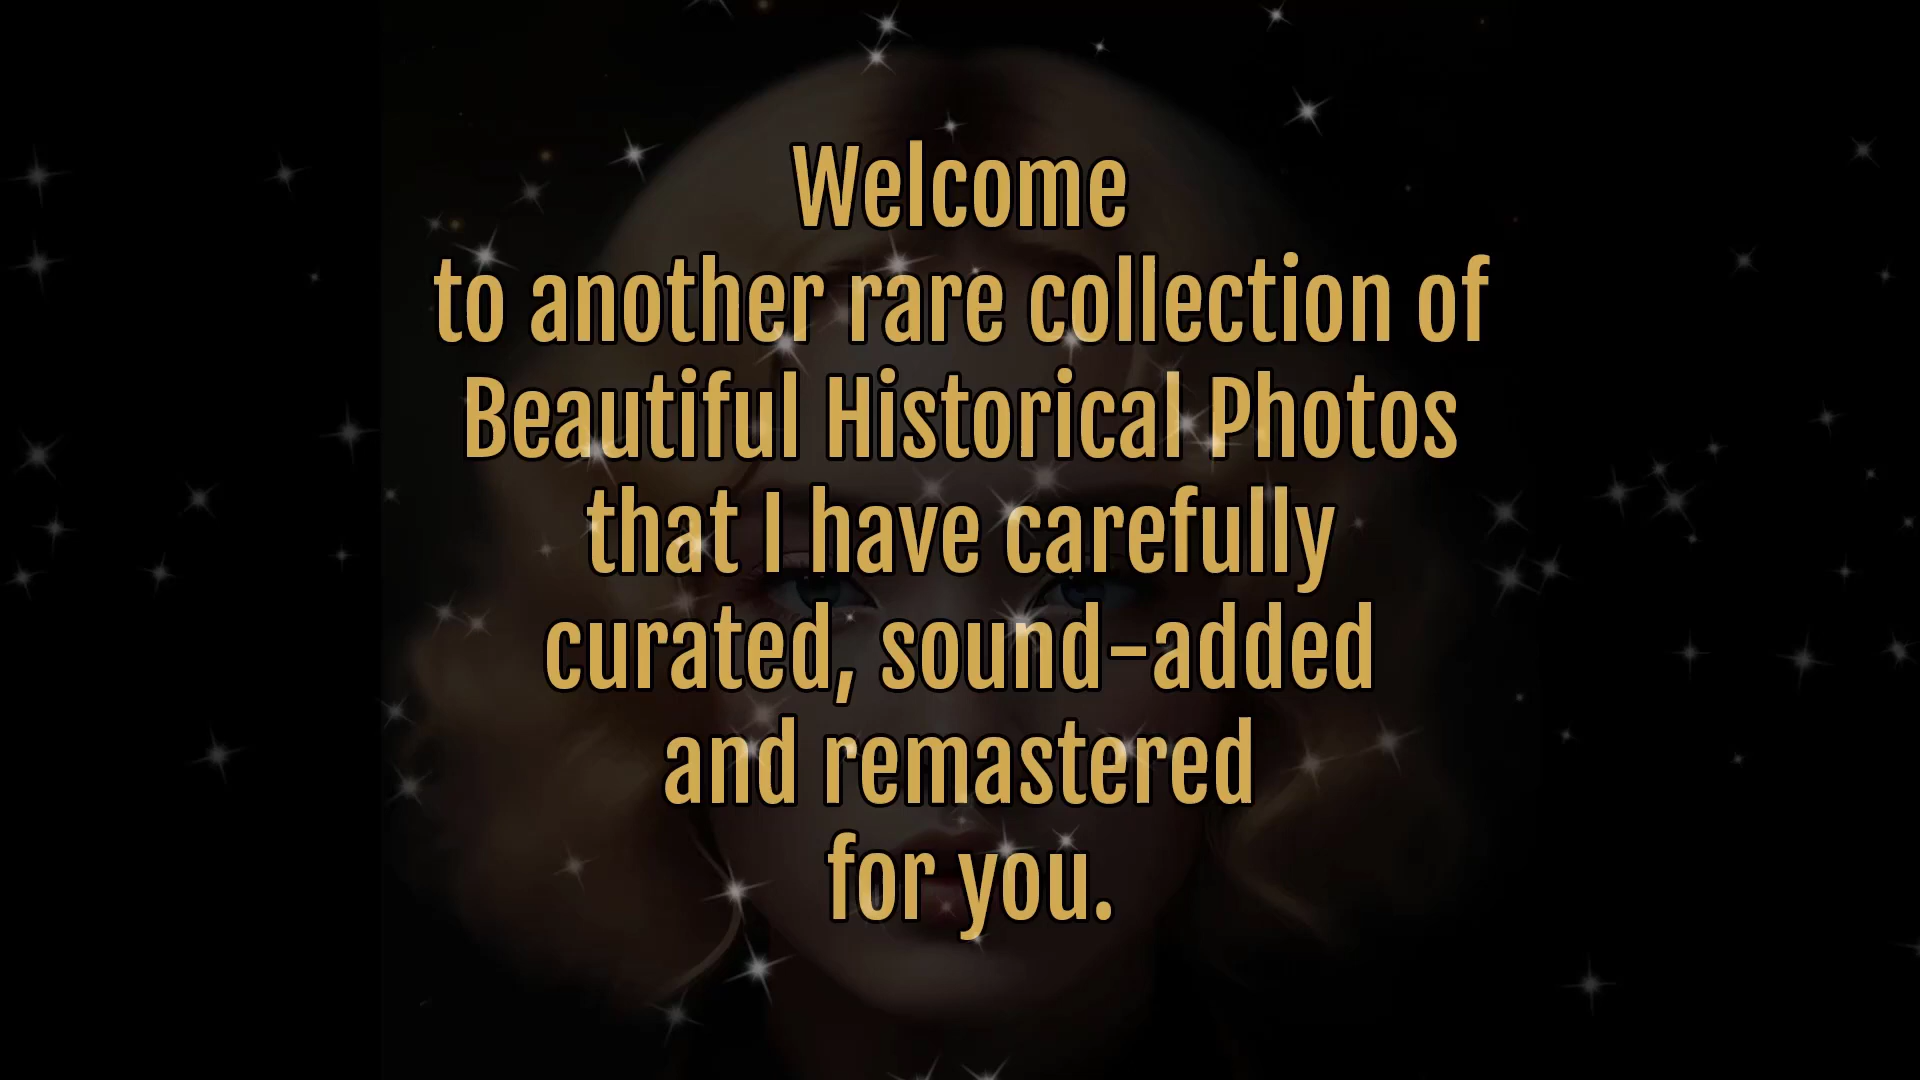 Welcome
to another rare collection of
Beautiful Historical Photos
that I have carefully
curated, sound-added
and remastered
for you.